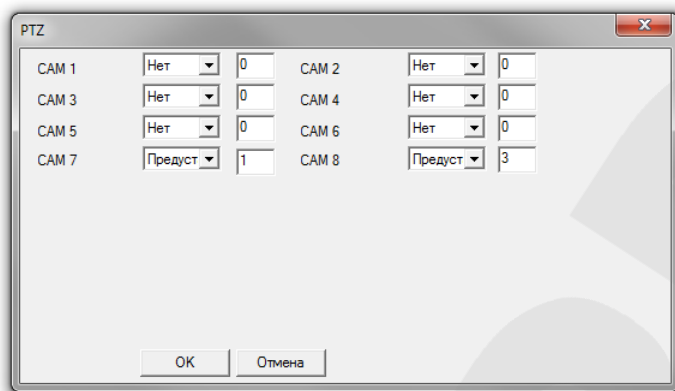 PTZ
CAM 1 Нет 0 CAM 2 Нет 0
CAM 3 Нет 0 CAM 4 Нет 0
CAM 5 Нет 0 CAM 6 Нет 0
CAM 7 Предуст 1 CAM 8 Предуст 3
OK Отмена